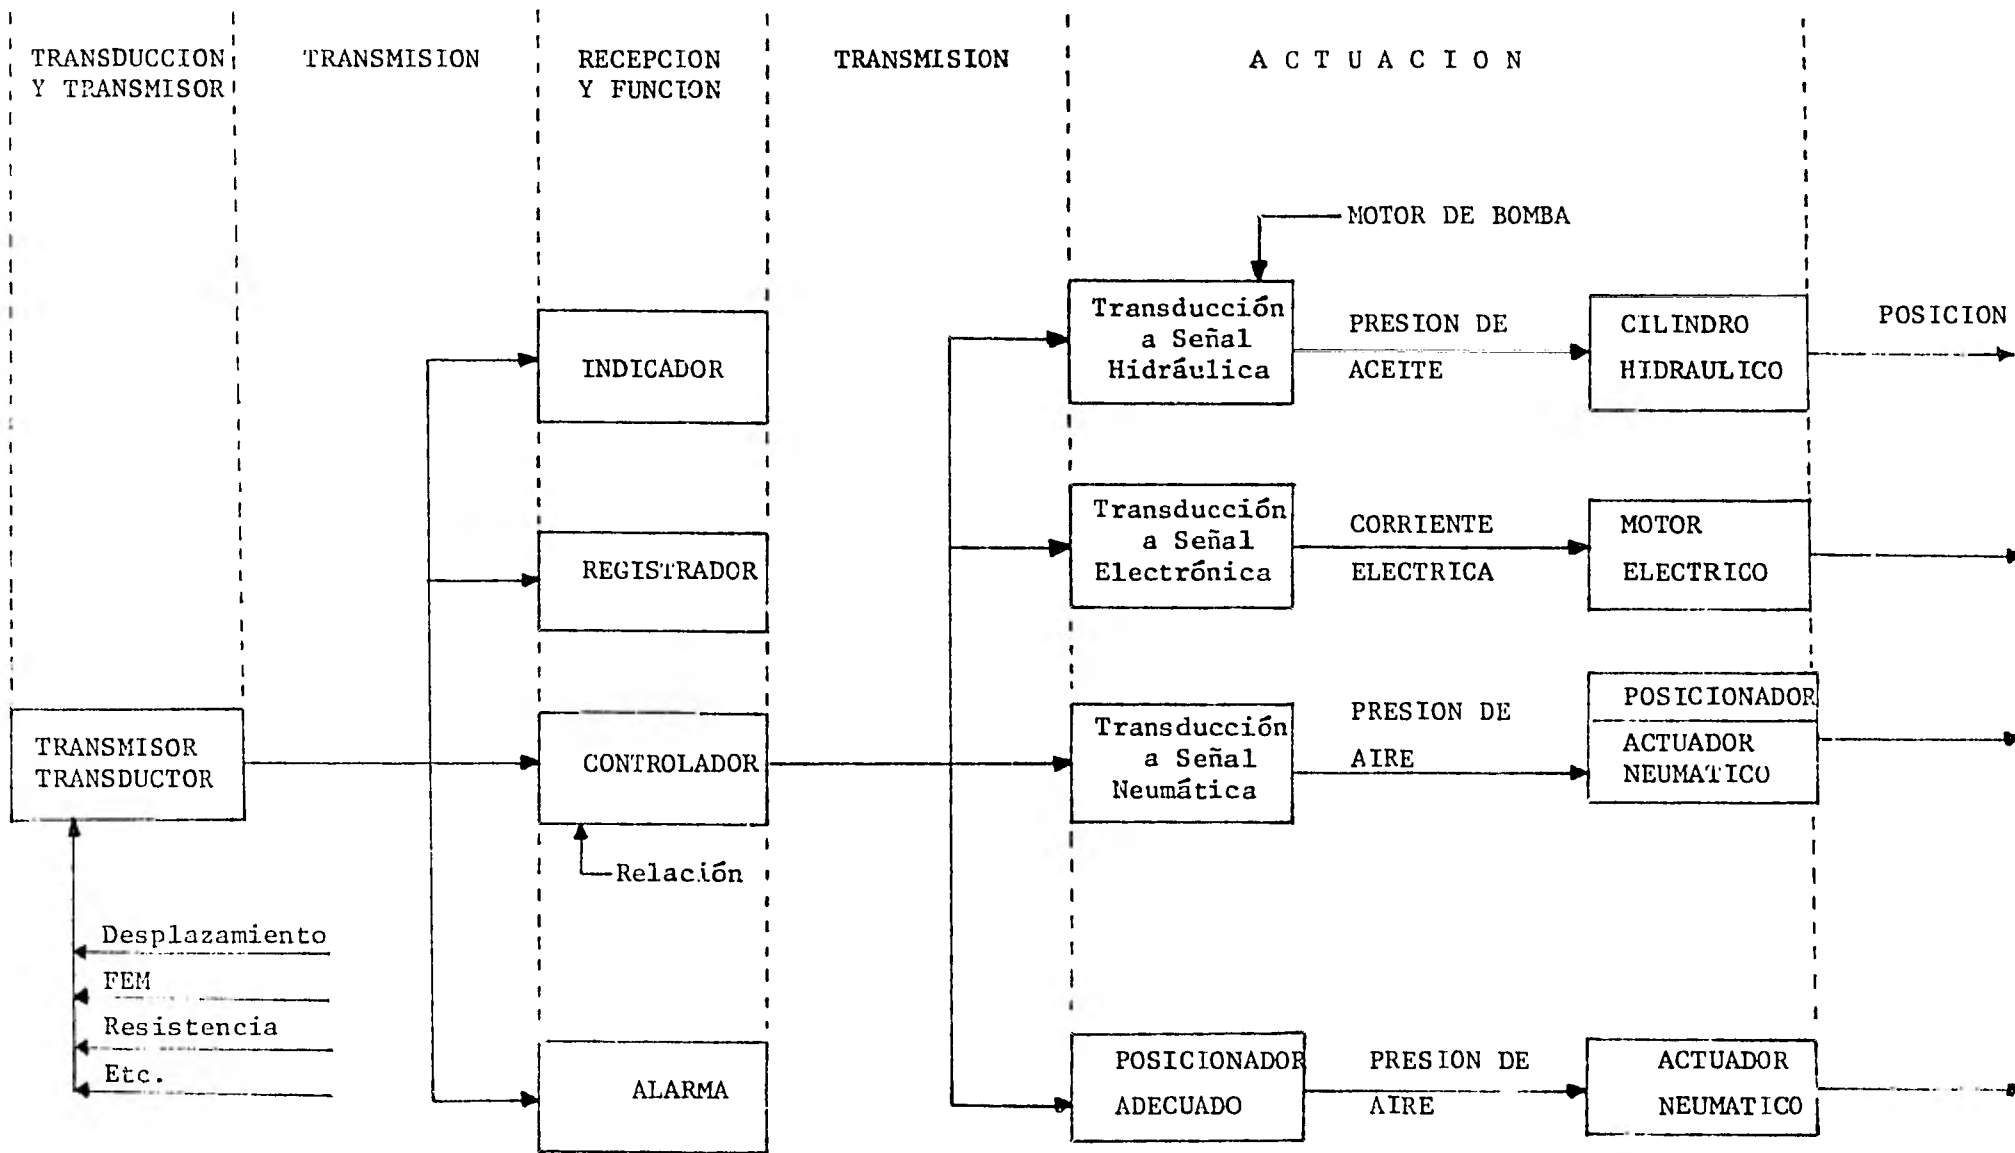 TRANSDUCCION
Y TRANSMISOR
TRANSMISION
RECEPCION
Y FUNCION
TRANSMISION
A C T U A C I O N
MOTOR DE BOMBA
Transducción
a Señal
Hidráulica
PRESION DE
ACEITE
CILINDRO
HIDRAULICO
POSICION
INDICADOR
Transducción
a Señal
Electrónica
CORRIENTE
ELECTRICA
MOTOR
ELECTRICO
REGISTRADOR
TRANSMISOR
TRANSDUCTOR
CONTROLADOR
Relación
Transducción
a Señal
Neumática
PRESION DE
AIRE
POSICIONADOR
ACTUADOR
NEUMATICO
Desplazamiento
FEM
Resistencia
Etc.
ALARMA
POSICIONADOR
ADECUADO
PRESION DE
AIRE
ACTUADOR
NEUMATICO